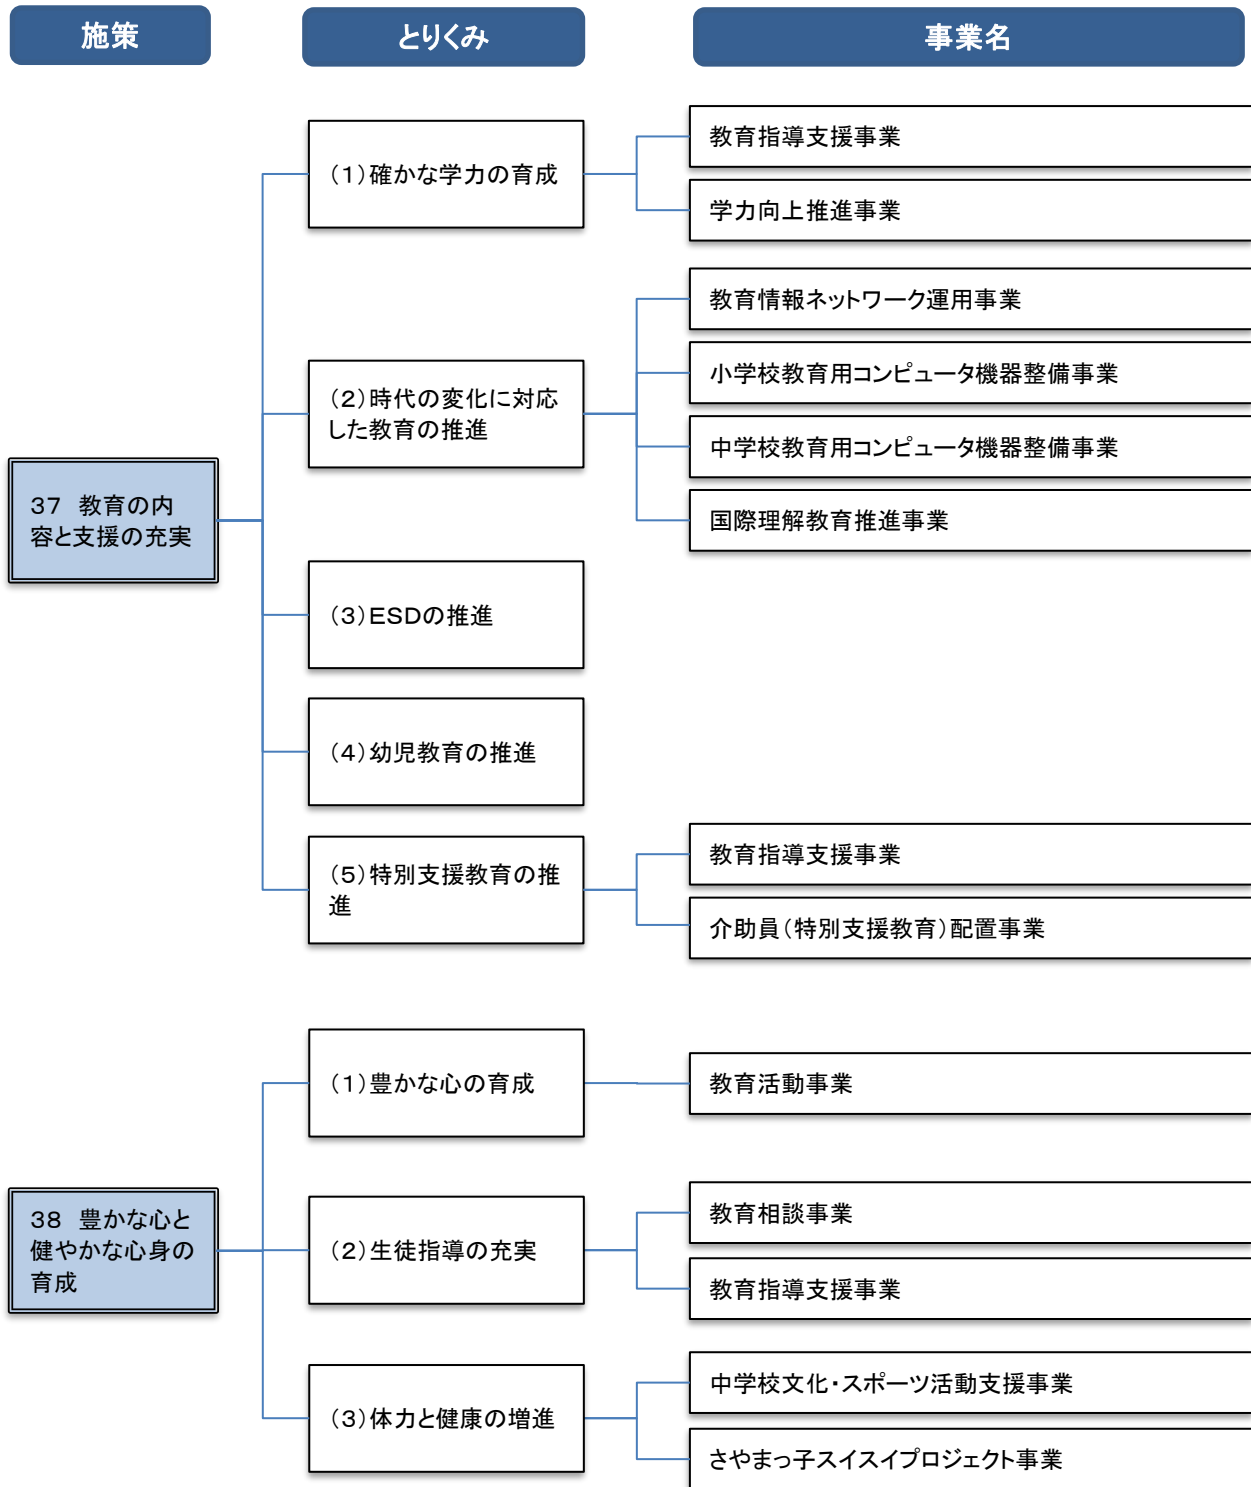 施策
とりくみ
事業名
37 教育の内
容と支援の充実
(1)確かな学力の育成
教育指導支援事業
学力向上推進事業
(2)時代の変化に対応
した教育の推進
教育情報ネットワーク運用事業
小学校教育用コンピュータ機器整備事業
中学校教育用コンピュータ機器整備事業
国際理解教育推進事業
(3)ESDの推進
(4)幼児教育の推進
(5)特別支援教育の推
進
教育指導支援事業
介助員(特別支援教育)配置事業
38 豊かな心と
健やかな心身の
育成
(1)豊かな心の育成
教育活動事業
(2)生徒指導の充実
教育相談事業
教育指導支援事業
(3)体力と健康の増進
中学校文化・スポーツ活動支援事業
さやまっ子スイスイプロジェクト事業